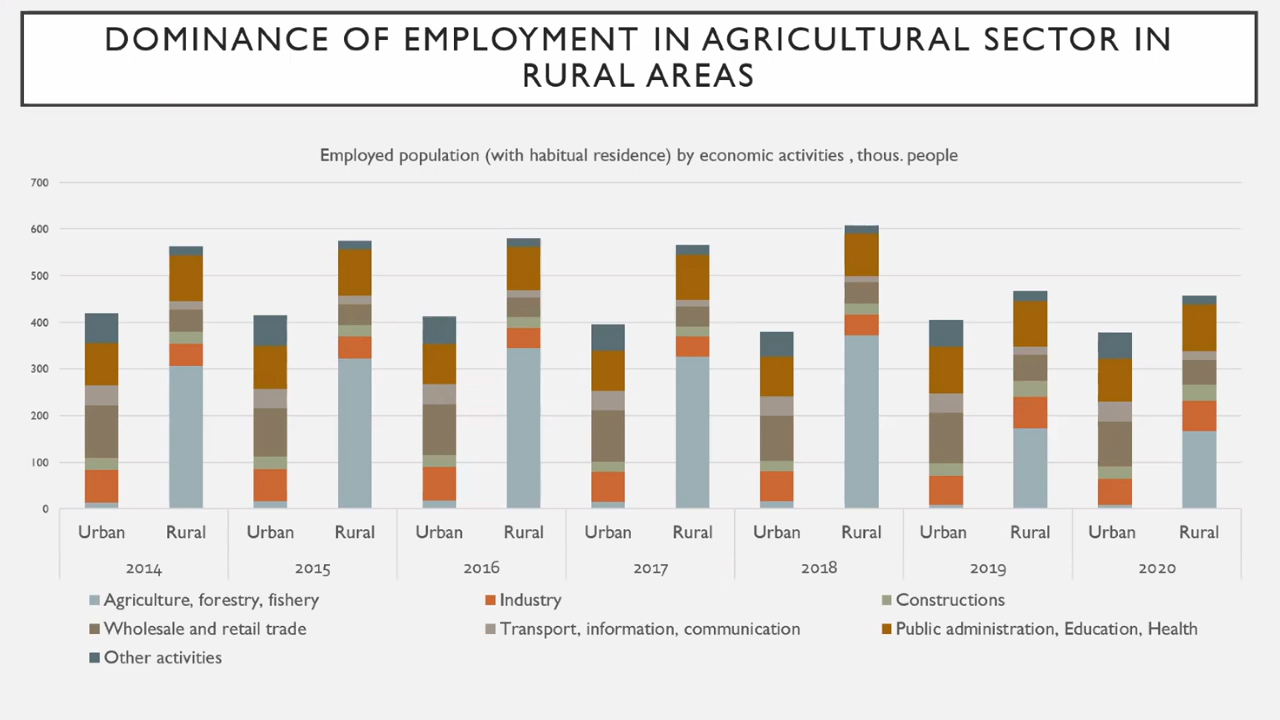 DOMINANCE OF EMPLOYMENT IN AGRICULTURAL SECTOR IN
RURAL AREAS
Employed population (with habitual residence) by economic activities , thous. people
700
600
500
400
300
200
100
0
Urban Rural Urban Rural Urban Rural Urban Rural Urban Rural Urban Rural Urban Rural
2014 2015 2016 2017 2018 2019 2020
Agriculture, forestry, fishery Industry Constructions
Wholesale and retail trade Transport, information, communication Public administration, Education, Health
Other activities